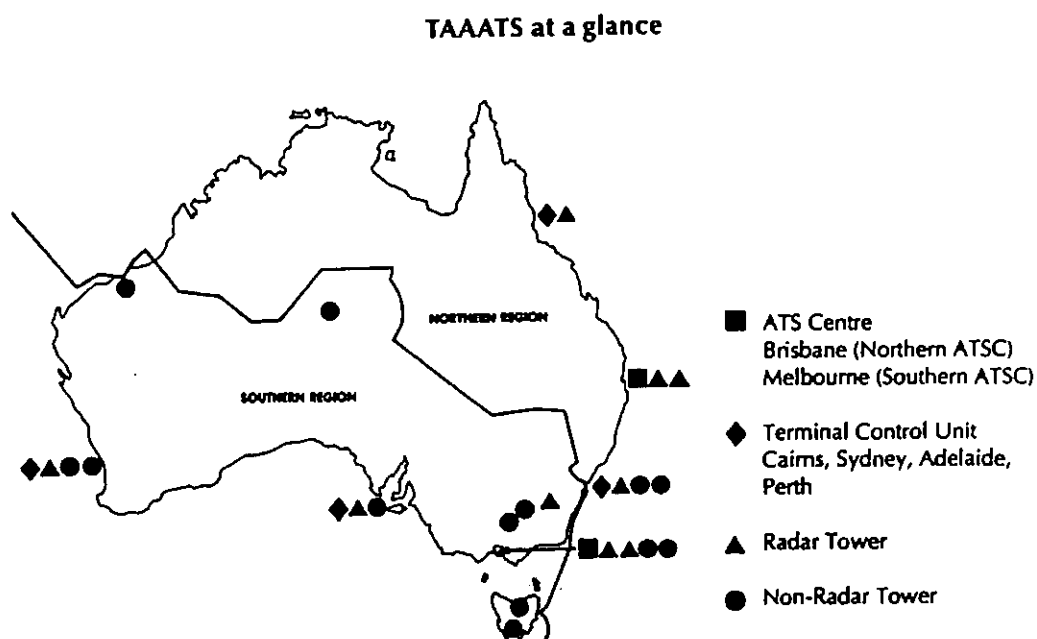 TAAATS at a glance
NORTHERN REGION
SOUTHERN REGION
ATS Centre
Brisbane (Northern ATSC)
Melbourne (Southern ATSC)
Terminal Control Unit
Cairns, Sydney, Adelaide,
Perth
Radar Tower
Non-Radar Tower